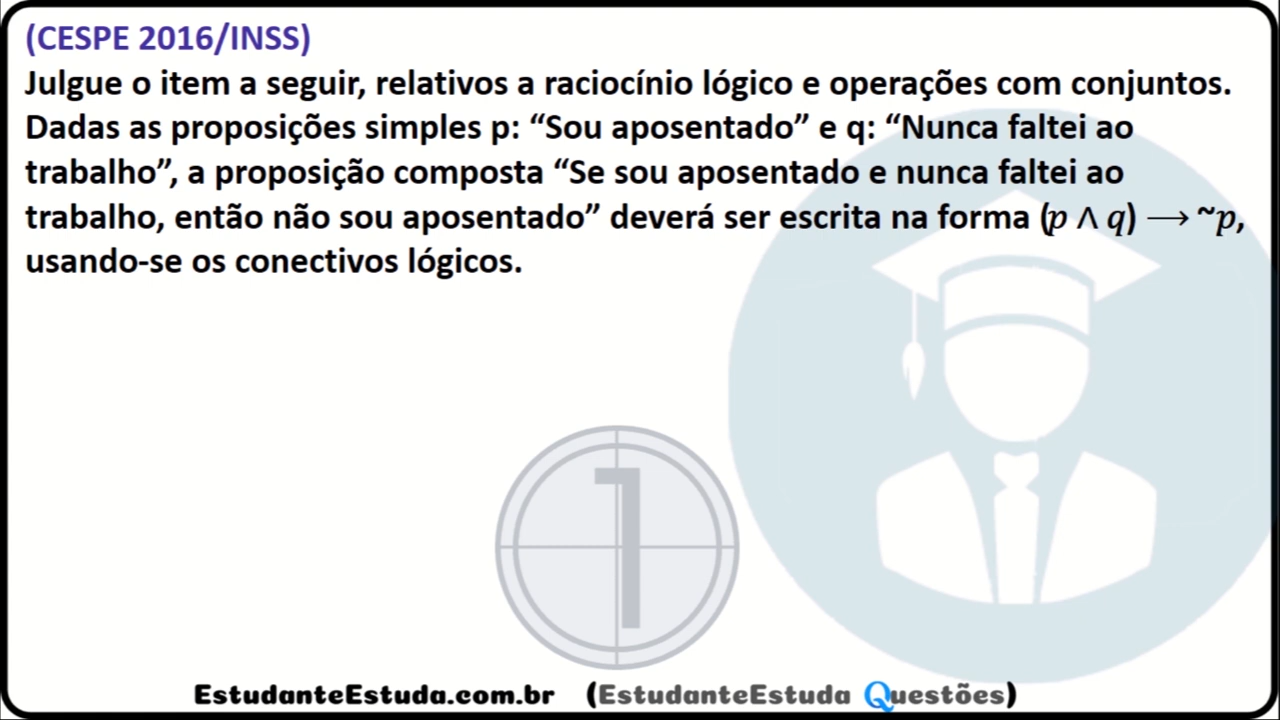 (CESPE 2016/INSS)
Julgue o item a seguir, relativos a raciocínio lógico e operações com conjuntos.
Dadas as proposições simples p: “Sou aposentado” e q: “Nunca faltei ao
trabalho”, a proposição composta “Se sou aposentado e nunca faltei ao
trabalho, então não sou aposentado” deverá ser escrita na forma (p ∧ q) ⟶ ~p,
usando-se os conectivos lógicos.
1
EstudanteEstuda.com.br (EstudanteEstuda Questões)